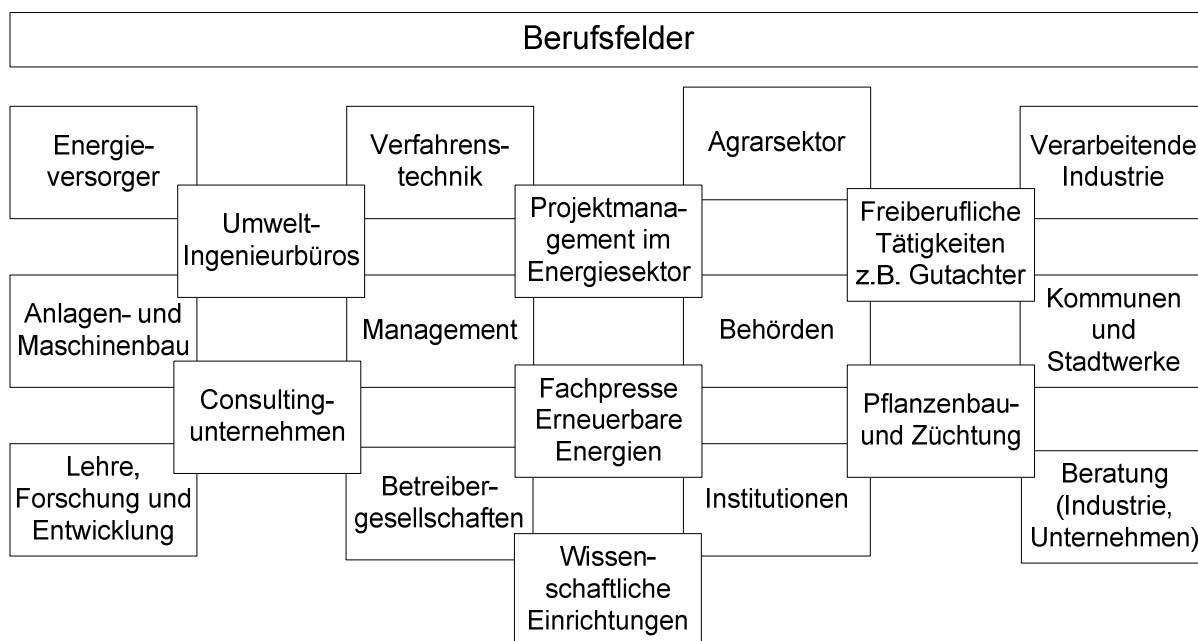 Berufsfelder
Energie-
versorger
Verfahrens-
technik
Agrarsektor
Verarbeitende
Industrie
Umwelt-
Ingenieurbüros
Projektmana-
gement im
Energiesektor
Freiberufliche
Tätigkeiten
z.B. Gutachter
Anlagen- und
Maschinenbau
Management
Behörden
Kommunen
und
Stadtwerke
Consulting-
unternehmen
Fachpresse
Erneuerbare
Energien
Pflanzenbau-
und Züchtung
Lehre,
Forschung und
Entwicklung
Betreiber-
gesellschaften
Institutionen
Beratung
(Industrie,
Unternehmen)
Wissen-
schaftliche
Einrichtungen